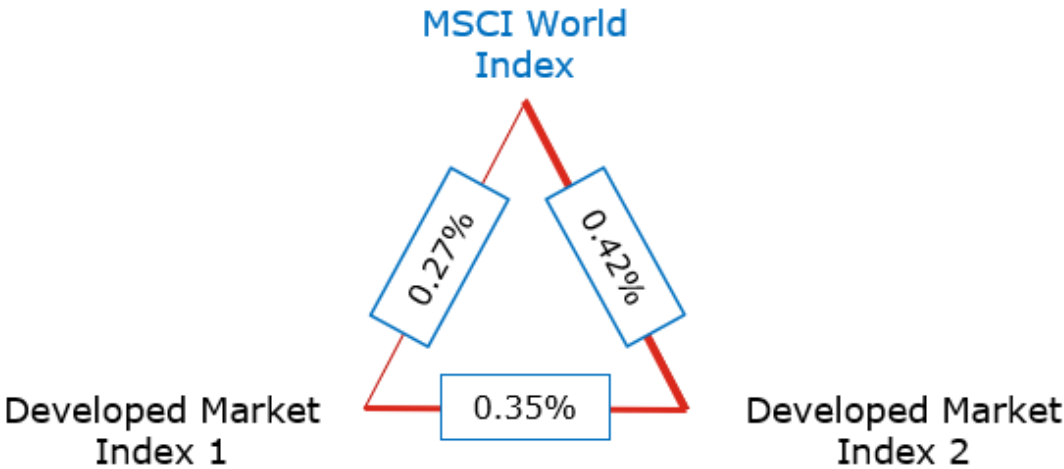 MSCI World
Index
0.27%
0.42%
0.35%
Developed Market
Index 1
Developed Market
Index 2